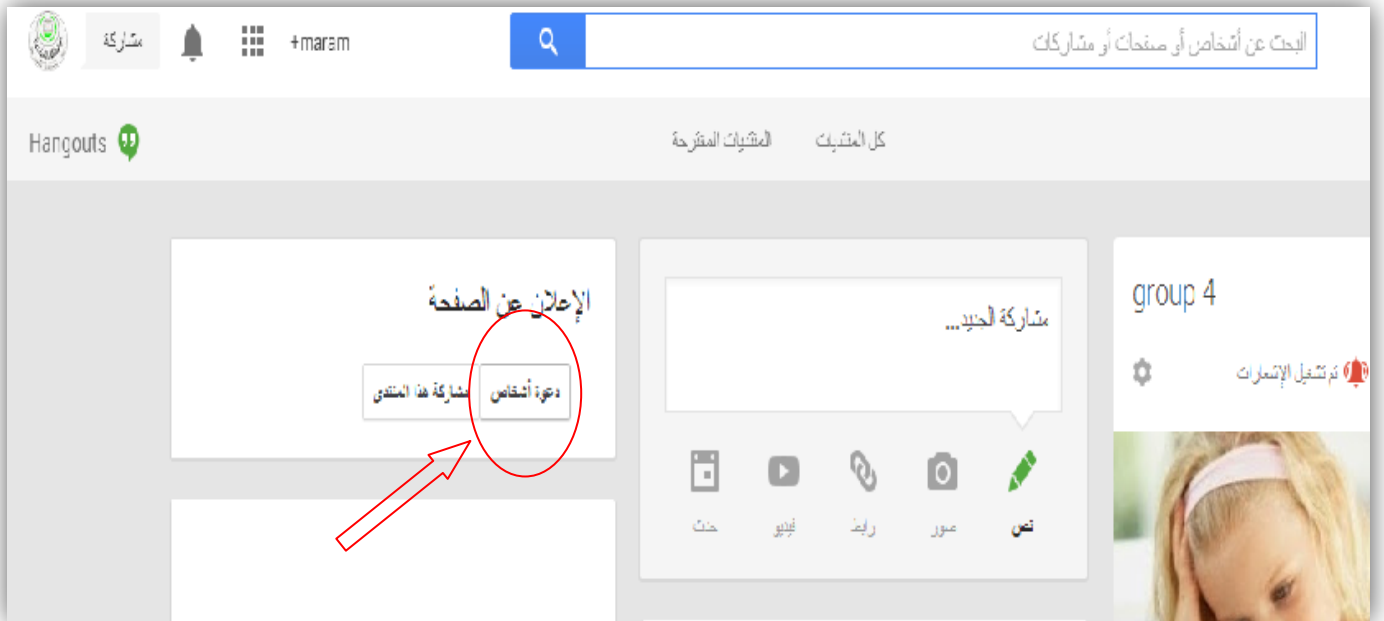 البحث عن أشخاص أو صفحات أو مشاركات
+maram
مشاركة
كل المنتديات
المنتديات المقترحة
Hangouts
group 4
تم تشغيل الإشعارات
مشاركة الجديد...
نص
صور
رابط
فيديو
حدث
الإعلان عن الصفحة
دعوة أشخاص
مشاركة هذا المنتدى